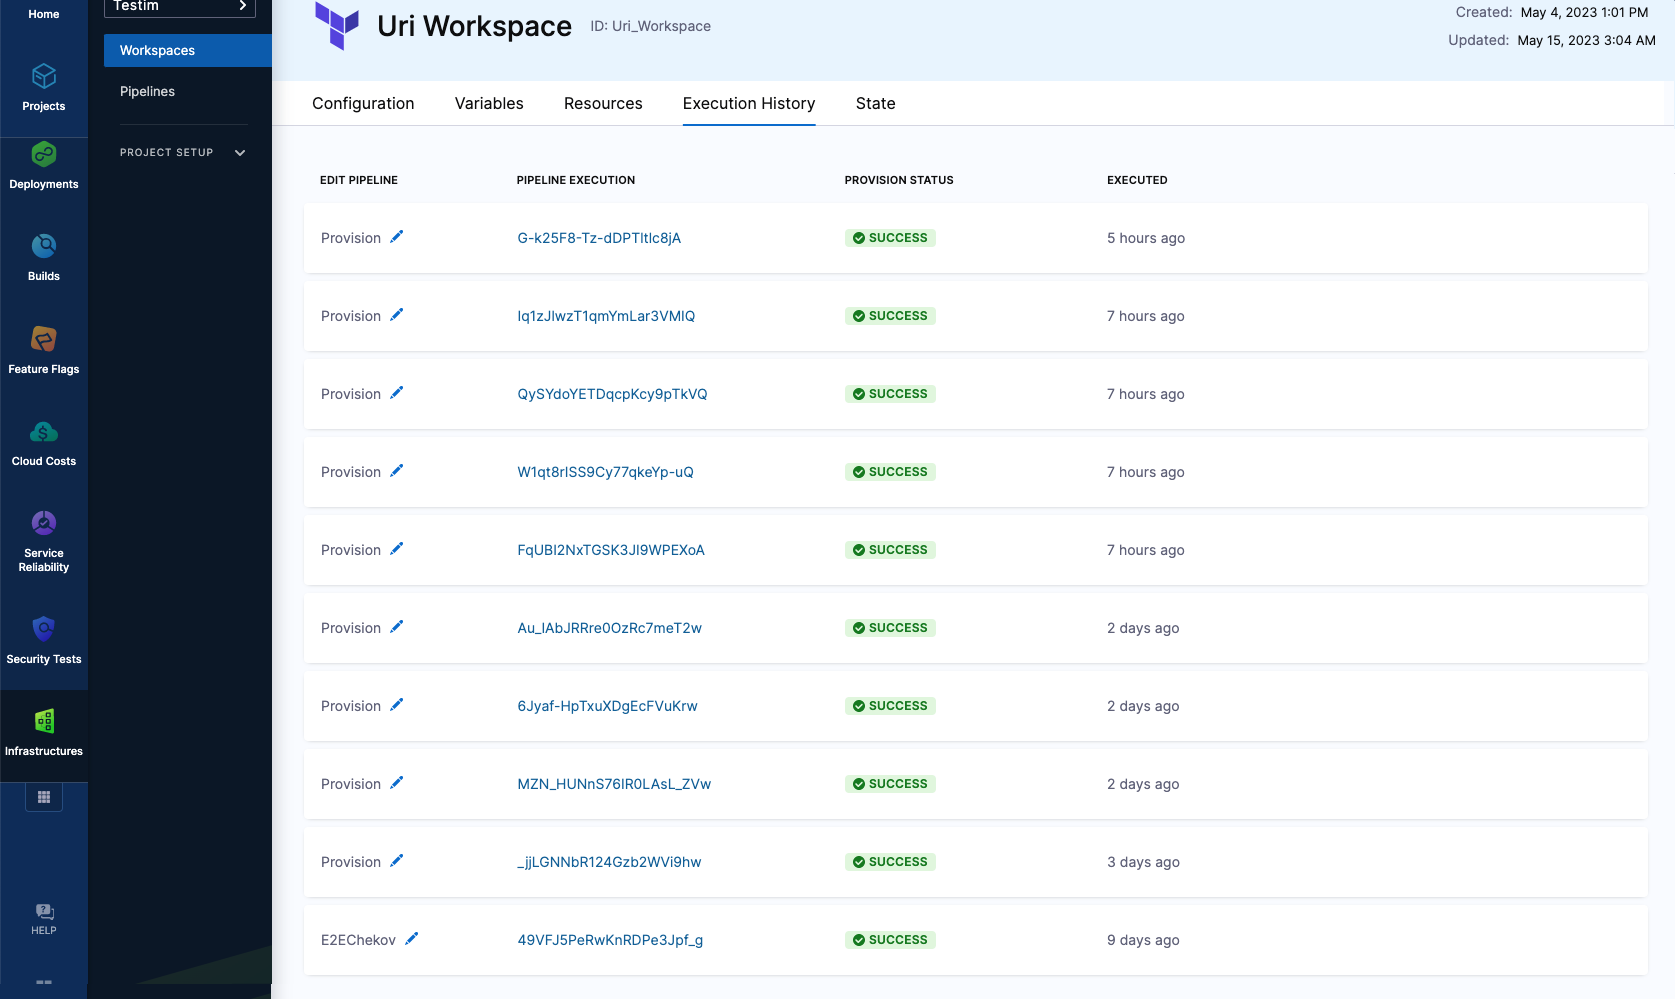 Home
Projects
Deployments
Builds
Feature Flags
Cloud Costs
Service
Reliability
Security Tests
Infrastructures
HELP
Testim
Workspaces
Pipelines
PROJECT SETUP
Uri Workspace ID: Uri_Workspace
Created: May 4, 2023 1:01 PM
Updated: May 15, 2023 3:04 AM
Configuration Variables Resources Execution History State
EDIT PIPELINE PIPELINE EXECUTION PROVISION STATUS EXECUTED
Provision G-k25F8-Tz-dDPTltIc8jA SUCCESS 5 hours ago
Provision Iq1zJlwzT1qmYmLar3VMIQ SUCCESS 7 hours ago
Provision QySYdoYETDqcpKcy9pTkVQ SUCCESS 7 hours ago
Provision W1qt8rISS9Cy77qkeYp-uQ SUCCESS 7 hours ago
Provision FqUBI2NxTGSK3JI9WPEXoA SUCCESS 7 hours ago
Provision Au_IAbJRRre0OzRc7meT2w SUCCESS 2 days ago
Provision 6Jyaf-HpTxuXDgEcFVuKrw SUCCESS 2 days ago
Provision MZN_HUNnS76IR0LAsL_ZVw SUCCESS 2 days ago
Provision _jjLGNNbR124Gzb2WVi9hw SUCCESS 3 days ago
E2EChekov 49VFJ5PeRwKnRDPe3Jpf_g SUCCESS 9 days ago